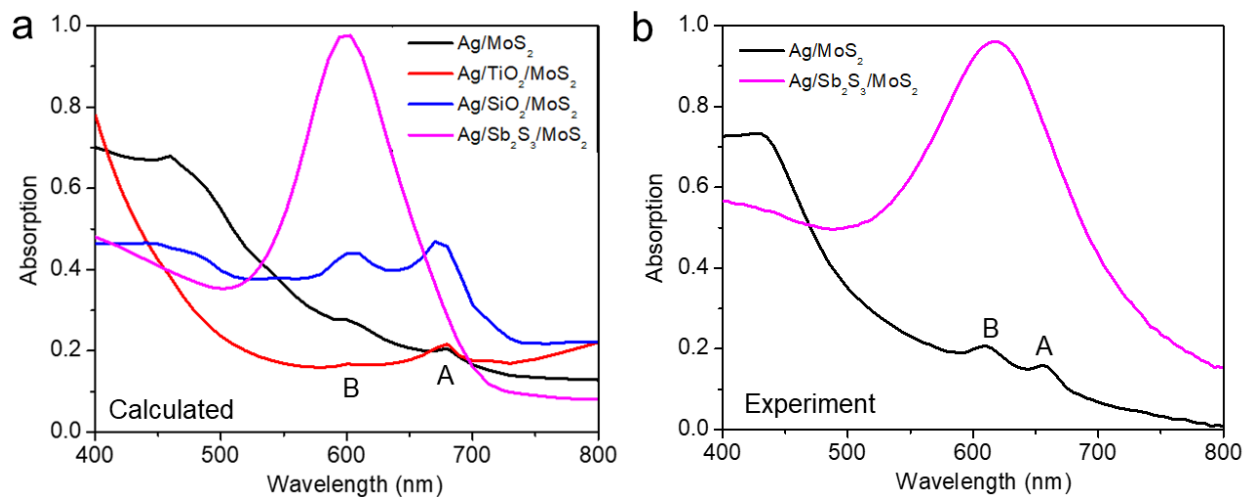 a
1.0
0.8
0.6
0.4
0.2
0.0
Absorption
Ag/MoS₂
Ag/TiO₂/MoS₂
Ag/SiO₂/MoS₂
Ag/Sb₂S₃/MoS₂
B
A
Calculated
400
500
600
700
800
Wavelength (nm)
b
1.0
0.8
0.6
0.4
0.2
0.0
Absorption
Ag/MoS₂
Ag/Sb₂S₃/MoS₂
B
A
Experiment
400
500
600
700
800
Wavelength (nm)